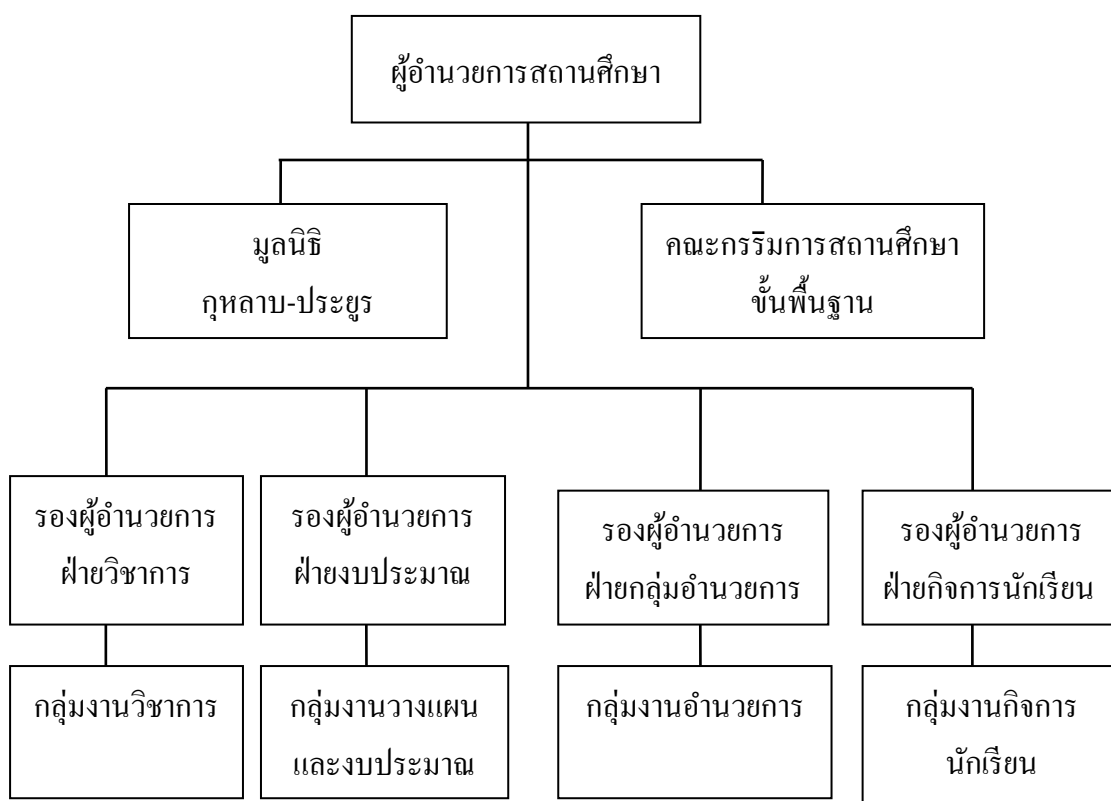 ผู้อำนวยการสถานศึกษา
มูลนิธิ
กุหลาบ-ประยูร
คณะกรริมการสถานศึกษา
ขั้นพื้นฐาน
รองผู้อำนวยการ
ฝ่ายวิชาการ
รองผู้อำนวยการ
ฝ่ายงบประมาณ
รองผู้อำนวยการ
ฝ่ายกลุ่มอำนวยการ
รองผู้อำนวยการ
ฝ่ายกิจการนักเรียน
กลุ่มงานวิชาการ
กลุ่มงานวางแผน
และงบประมาณ
กลุ่มงานอำนวยการ
กลุ่มงานกิจการ
นักเรียน